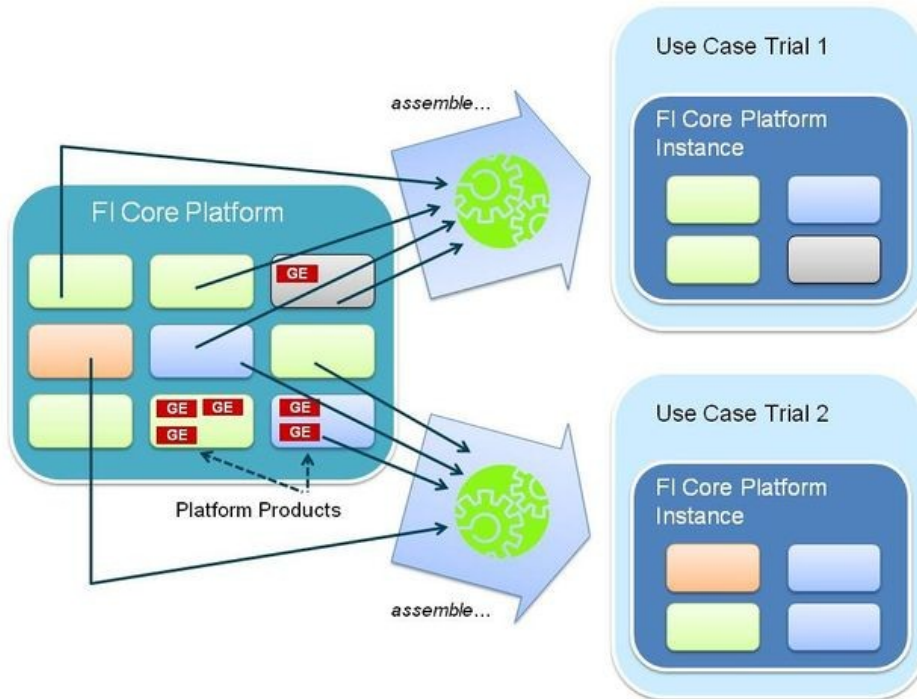 Use Case Trial 1
assemble...
FI Core Platform
Instance
FI Core Platform
GE
GE GE
GE
GE
GE
Platform Products
Use Case Trial 2
FI Core Platform
Instance
assemble...